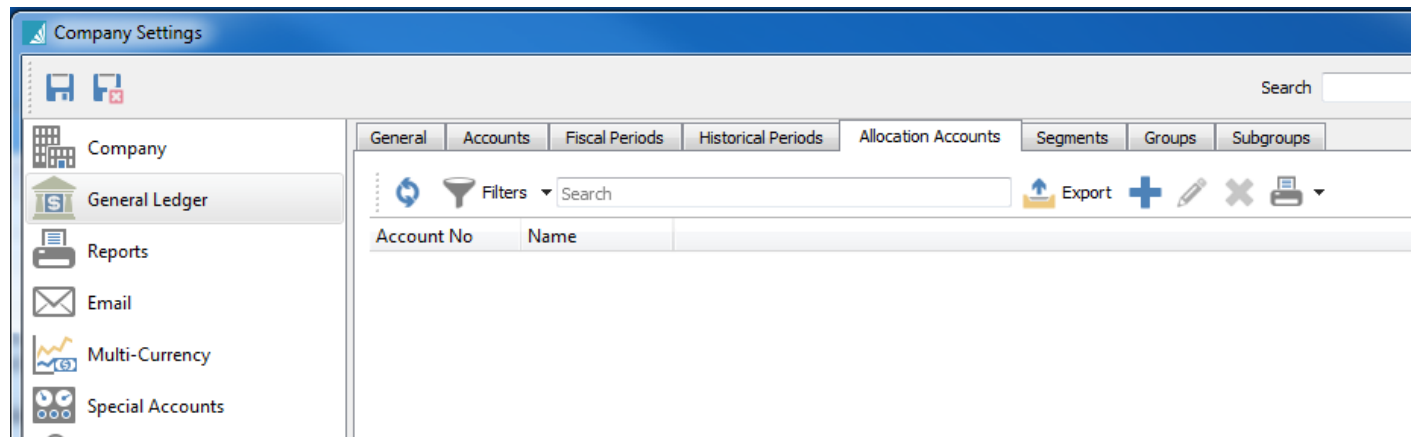 Company Settings
Search
Company
General Ledger
Reports
Email
Multi-Currency
Special Accounts
General Accounts Fiscal Periods Historical Periods Allocation Accounts Segments Groups Subgroups
Filters Search Export
Account No Name